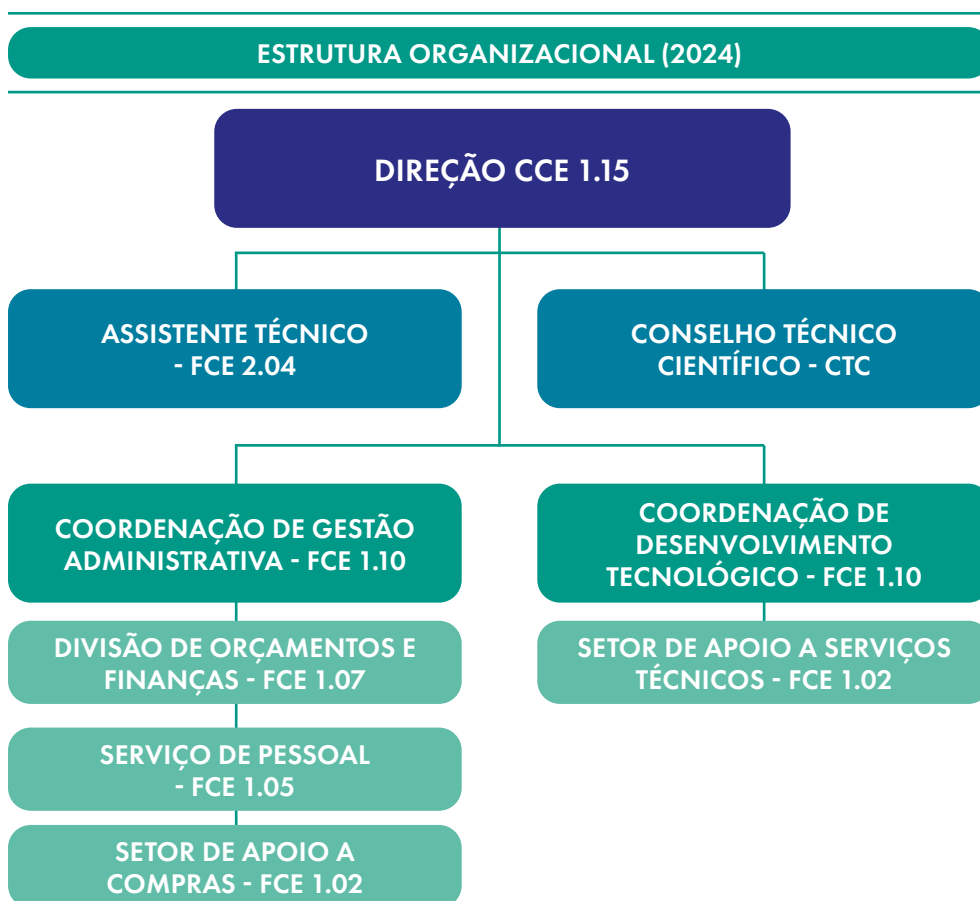 ESTRUTURA ORGANIZACIONAL (2024)
DIREÇÃO CCE 1.15
ASSISTENTE TÉCNICO
- FCE 2.04
CONSELHO TÉCNICO
CIENTÍFICO - CTC
COORDENAÇÃO DE GESTÃO
ADMINISTRATIVA - FCE 1.10
COORDENAÇÃO DE
DESENVOLVIMENTO
TECNOLÓGICO - FCE 1.10
DIVISÃO DE ORÇAMENTOS E
FINANÇAS - FCE 1.07
SETOR DE APOIO A SERVIÇOS
TÉCNICOS - FCE 1.02
SERVIÇO DE PESSOAL
- FCE 1.05
SETOR DE APOIO A
COMPRAS - FCE 1.02